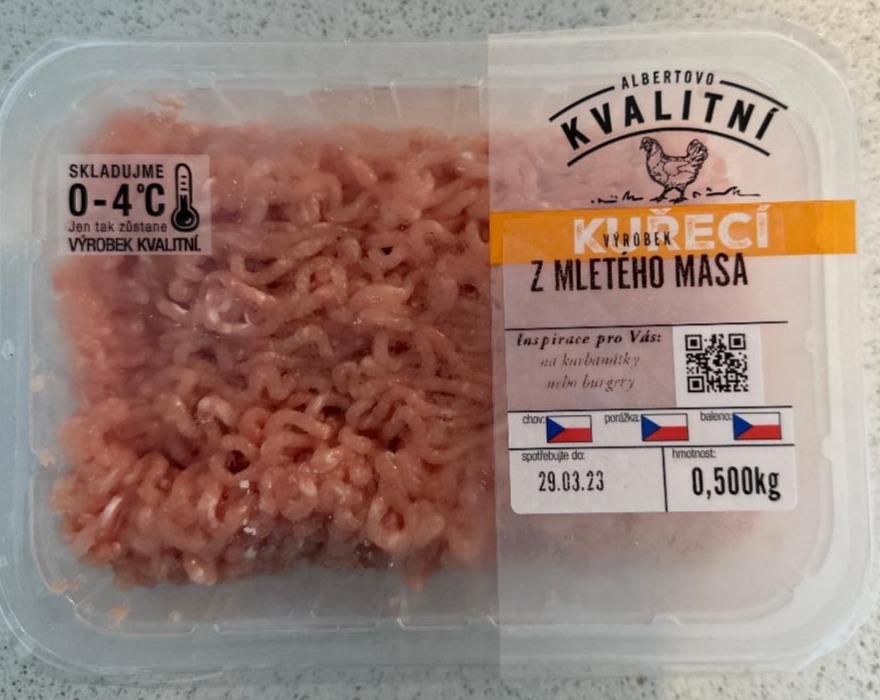 SKLADUJME
0-4°C
Jen tak zůstane
VÝROBEK KVALITNÍ.
ALBERTOVO
KVALITNÍ
KUŘECÍ
VÝROBEK
Z MLETÉHO MASA
Inspirace pro Vás:
na karbanátky
nebo burgery
chov: porážka: baleno:
spotřebujte do:
29.03.23
hmotnost:
0,500kg